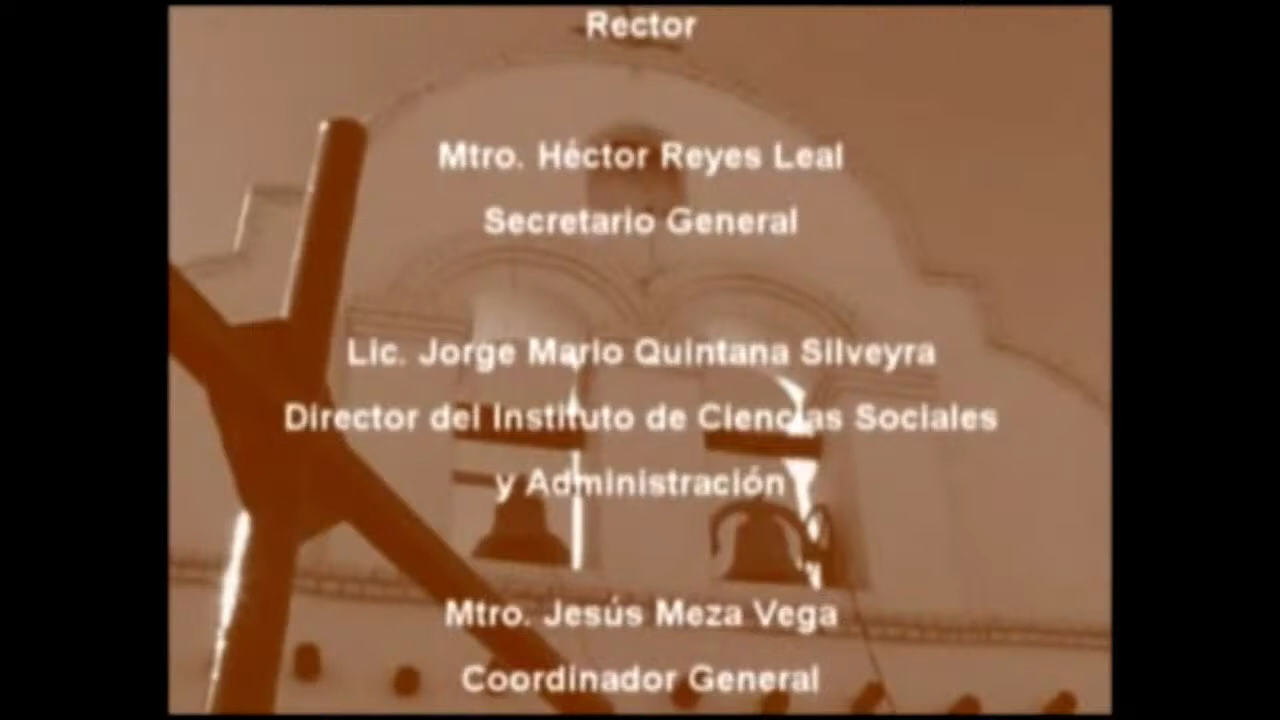 Rector
Mtro. Héctor Reyes Leal
Secretario General
Lic. Jorge Mario Quintana Silveyra
Director del Instituto de Ciencias Sociales
y Administración
Mtro. Jesús Meza Vega
Coordinador General